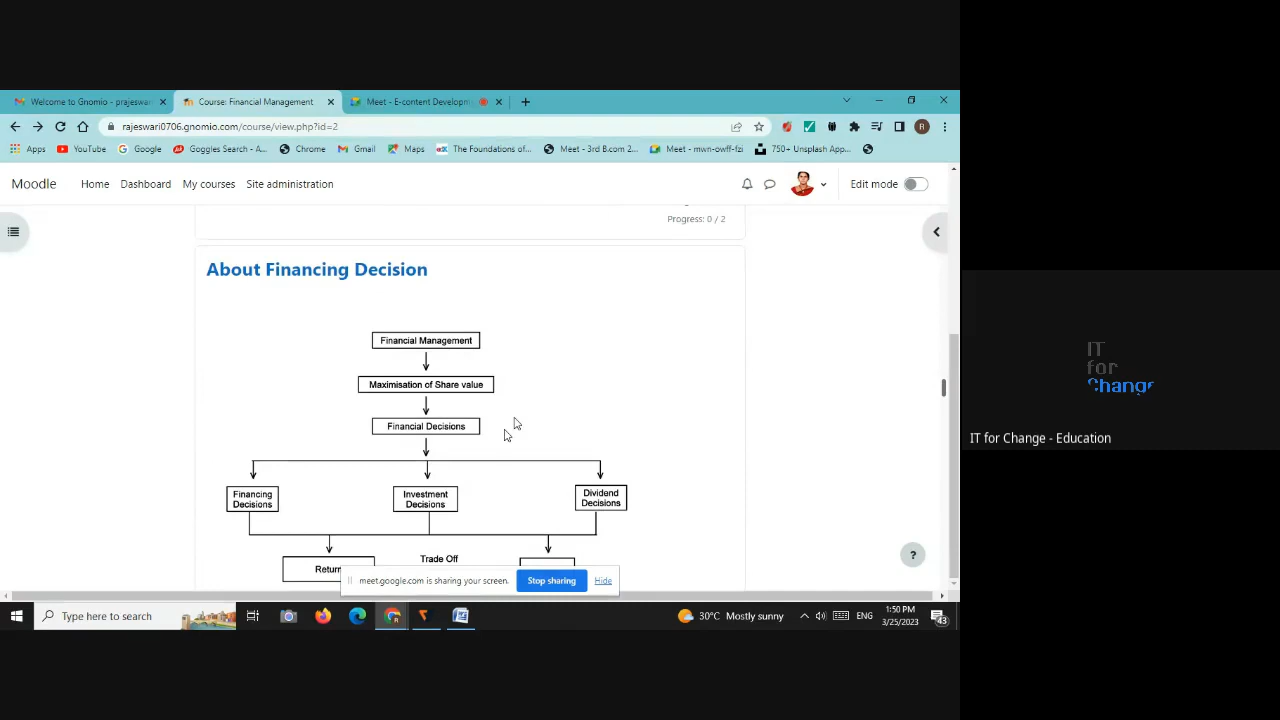 Welcome to Gnomio - prajeswari
Course: Financial Management
Meet - E-content Developm
rajeswari0706.gnomio.com/course/view.php?id=2
R
Apps
YouTube
Google
Goggles Search - A...
Chrome
Gmail
Maps
The Foundations of...
Meet - 3rd B.com 2...
Meet - mwn-owff-fzi
750+ Unsplash App...
Moodle
Home
Dashboard
My courses
Site administration
Edit mode
Progress: 0 / 2
About Financing Decision
Financial Management
Maximisation of Share value
Financial Decisions
Financing
Decisions
Investment
Decisions
Dividend
Decisions
Trade Off
Return
?
meet.google.com is sharing your screen.
Stop sharing
Hide
Type here to search
30°C Mostly sunny
ENG
1:50 PM
3/25/2023
43
IT
for
Change
IT for Change - Education